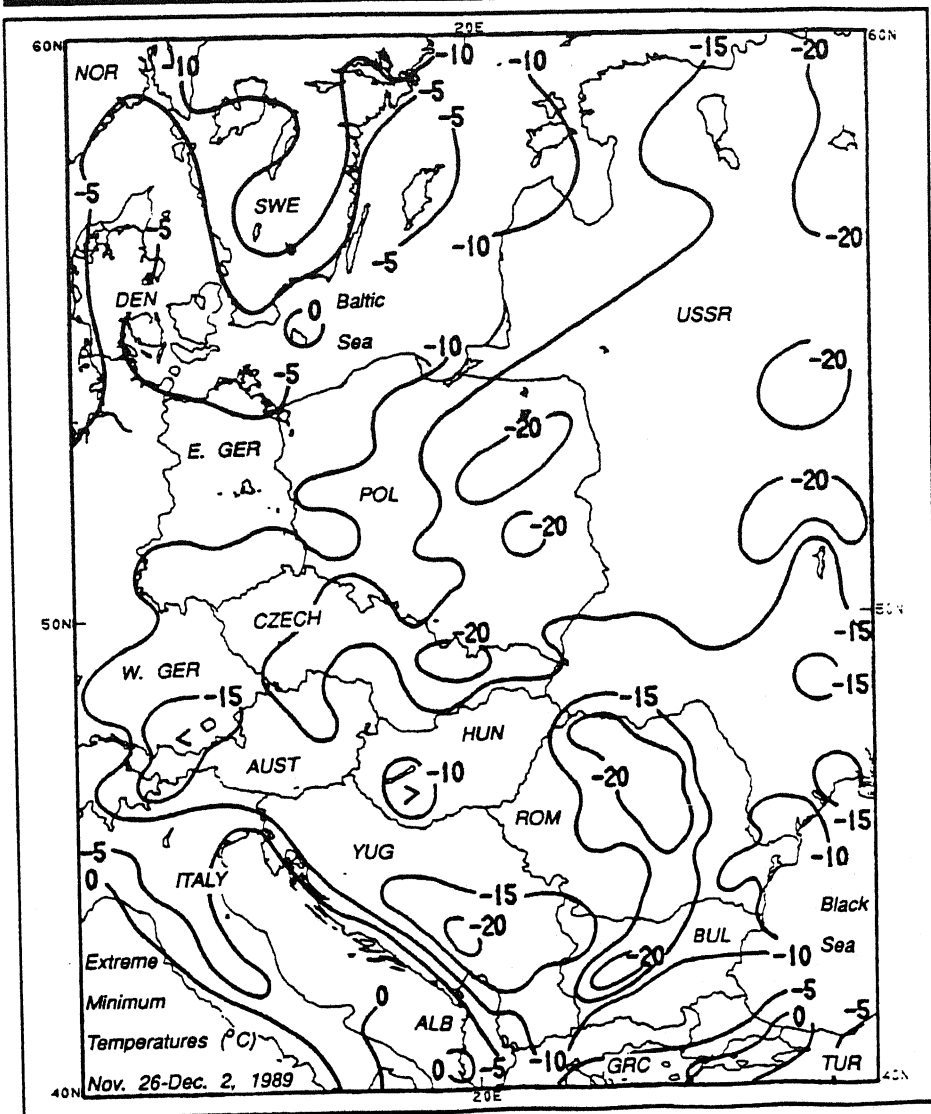 20E
60N
60N
NOR
-10
-10
-10
-15
-20
-5
-5
-5
-5
SWE
-10
-20
-5
DEN
0
Baltic
Sea
USSR
-10
-5
-20
E. GER
-20
POL
-20
-20
50N
50N
CZECH
-20
-15
W. GER
-15
-15
-15
HUN
AUST
-10
-20
ROM
-15
YUG
-10
-5
0
ITALY
-15
-20
Black
Sea
BUL
-20
-10
Extreme
Minimum
Temperatures (°C)
Nov. 26-Dec. 2, 1989
0
ALB
-5
-5
0
0
-5
-10
GRC
TUR
40N
20E